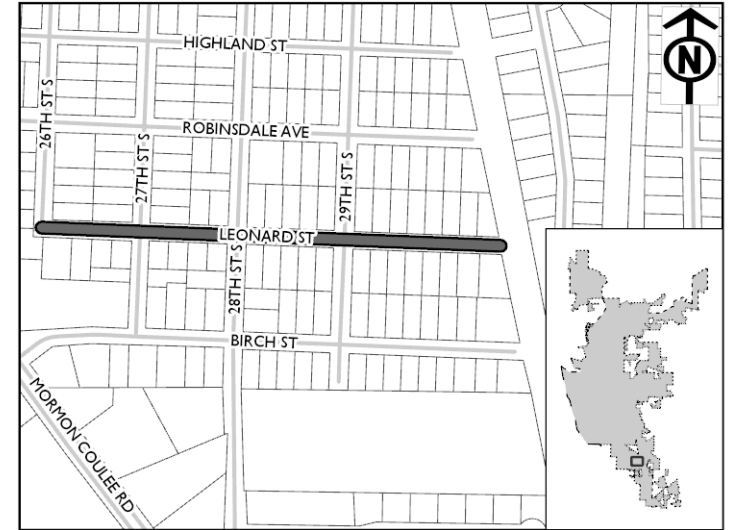 HIGHLAND ST
N
ROBINSDALE AVE
26TH ST S
27TH ST S
29TH ST S
LEONARD ST
28TH ST S
BIRCH ST
MORMON COULEE RD